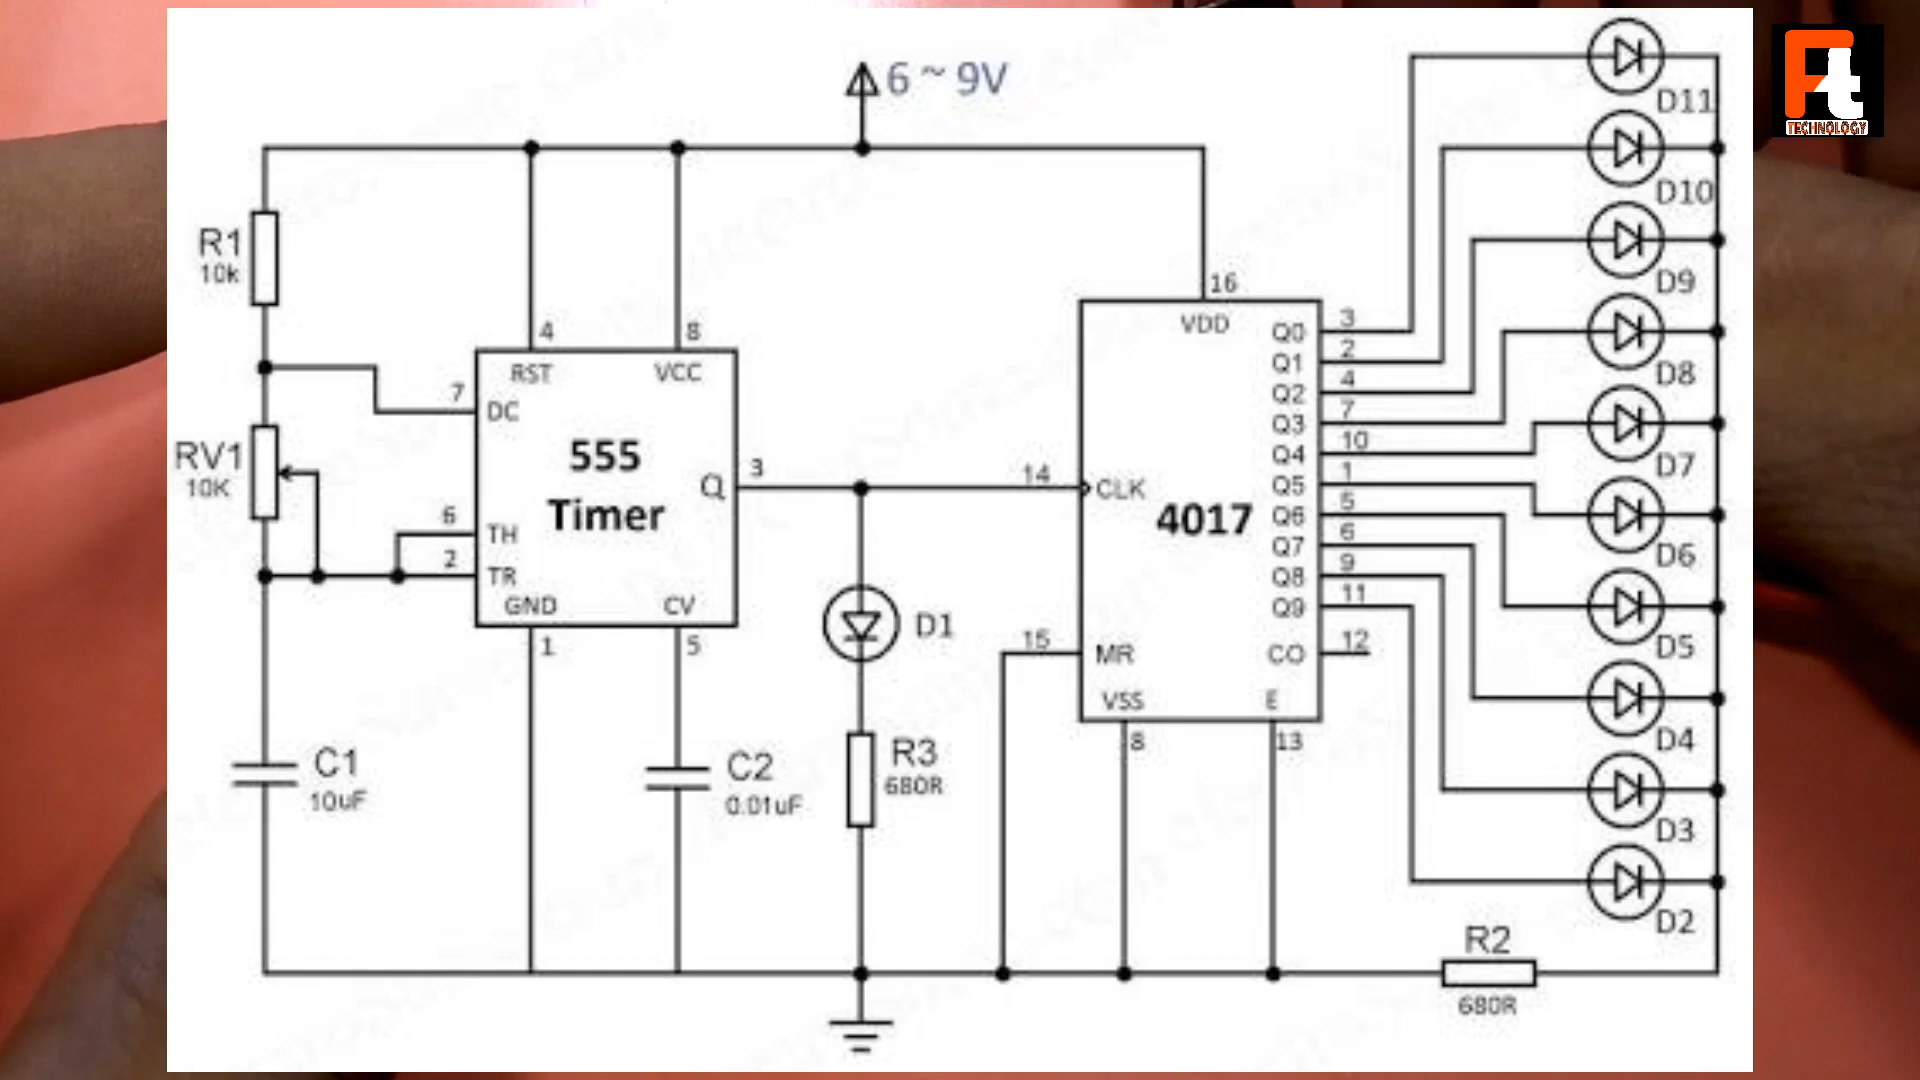 6 ~ 9V
Ft
TECHNOLOGY
R1
10k
RV1
10K
C1
10uF
4
8
RST
VCC
7
DC
555
Timer
Q
3
6
TH
2
TR
GND
CV
1
5
C2
0.01uF
D1
R3
680R
16
VDD
14
CLK
4017
15
MR
VSS
E
8
13
Q0
3
Q1
2
Q2
4
Q3
7
Q4
10
Q5
1
Q6
5
Q7
6
Q8
9
Q9
11
CO
12
D11
D10
D9
D8
D7
D6
D5
D4
D3
D2
R2
680R